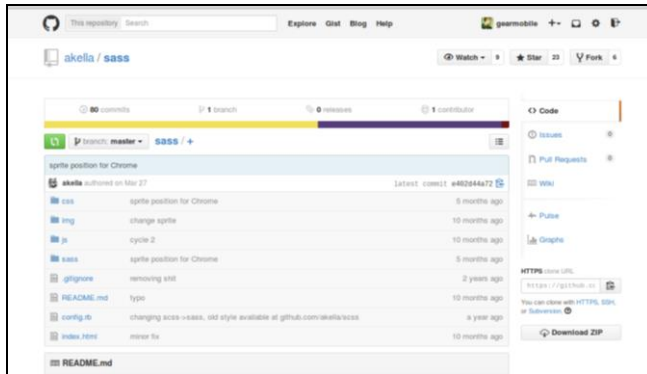 This repository Search Explore Gist Blog Help gearmobile
akella / sass Watch 9 Star 23 Fork 6
80 commits 1 branch 0 releases 1 contributor
<> Code
branch: master sass / +
Issues 0
sprite position for Chrome
Pull Requests 0
akella authored on Mar 27 latest commit e402d44a72
Wiki
css sprite position for Chrome 5 months ago
img change sprite 10 months ago
Pulse
js cycle 2 10 months ago
Graphs
sass sprite position for Chrome 5 months ago
.gitignore removing shit 2 years ago
HTTPS clone URL
README.md typo 10 months ago
https://github.c
config.rb changing scss->sass, old style available at github.com/akella/scss a year ago
You can clone with HTTPS, SSH,
or Subversion.
index.html minor fix 10 months ago
Download ZIP
README.md